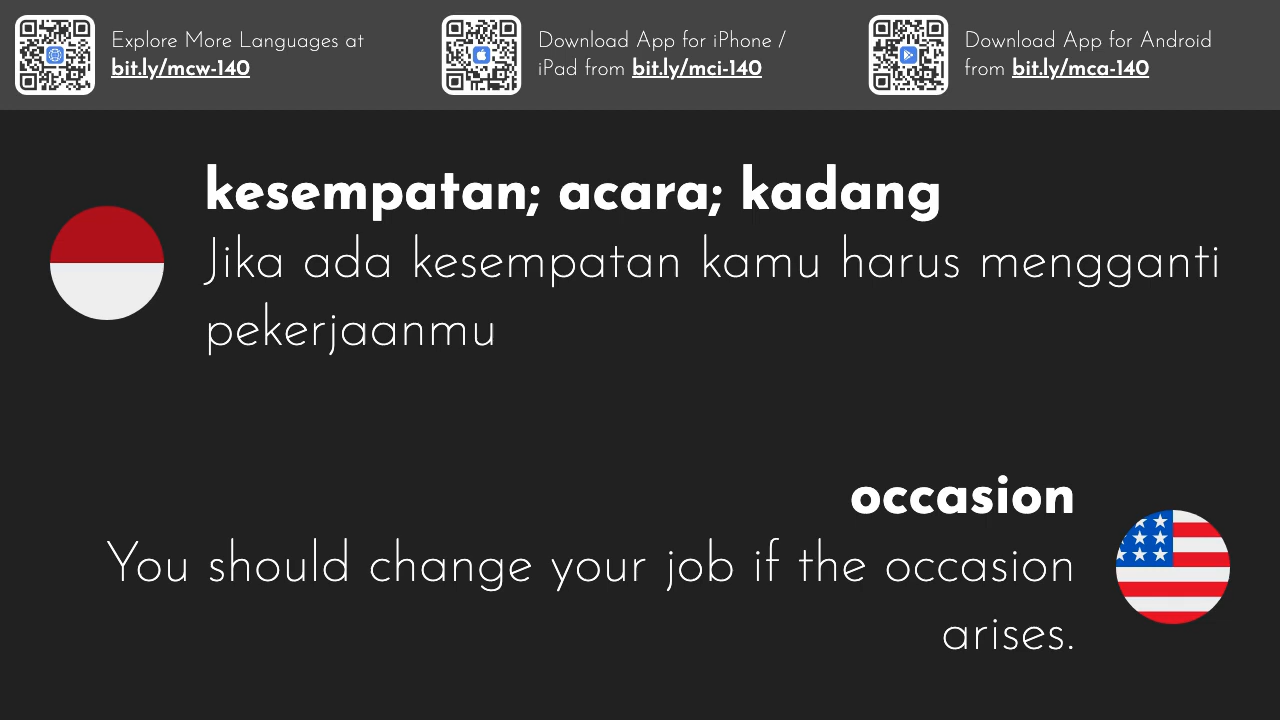 Explore More Languages at
bit.ly/mcw-140
Download App for iPhone /
iPad from bit.ly/mci-140
Download App for Android
from bit.ly/mca-140
kesempatan; acara; kadang
Jika ada kesempatan kamu harus mengganti
pekerjaanmu
occasion
You should change your job if the occasion
arises.